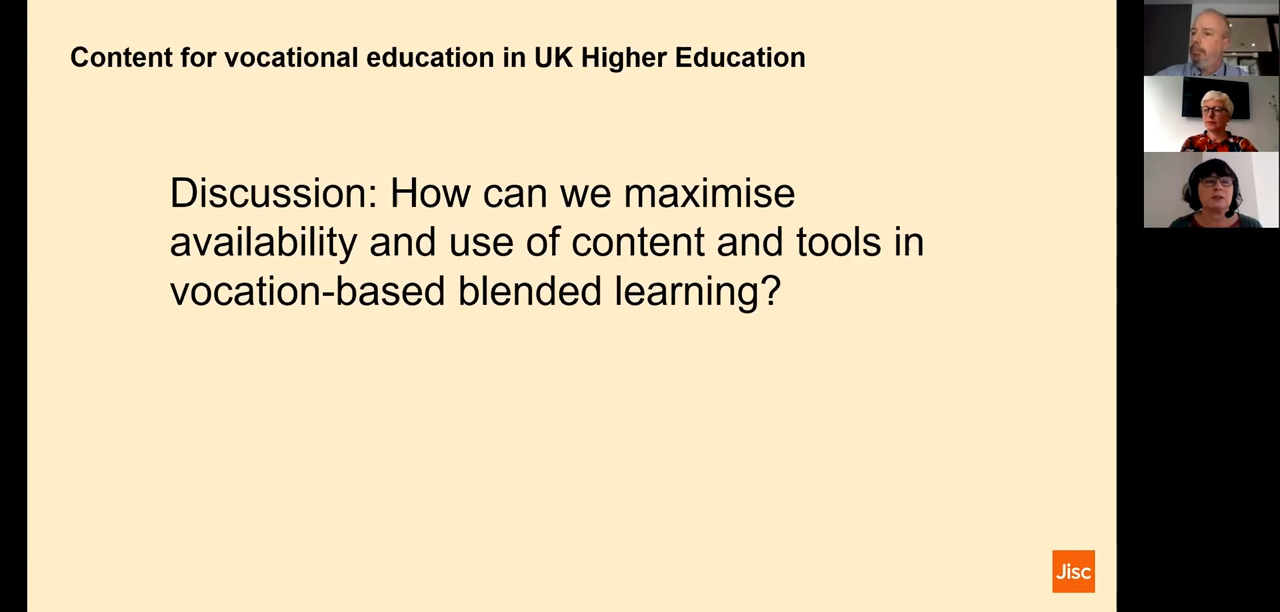 Content for vocational education in UK Higher Education
Discussion: How can we maximise
availability and use of content and tools in
vocation-based blended learning?
Jisc